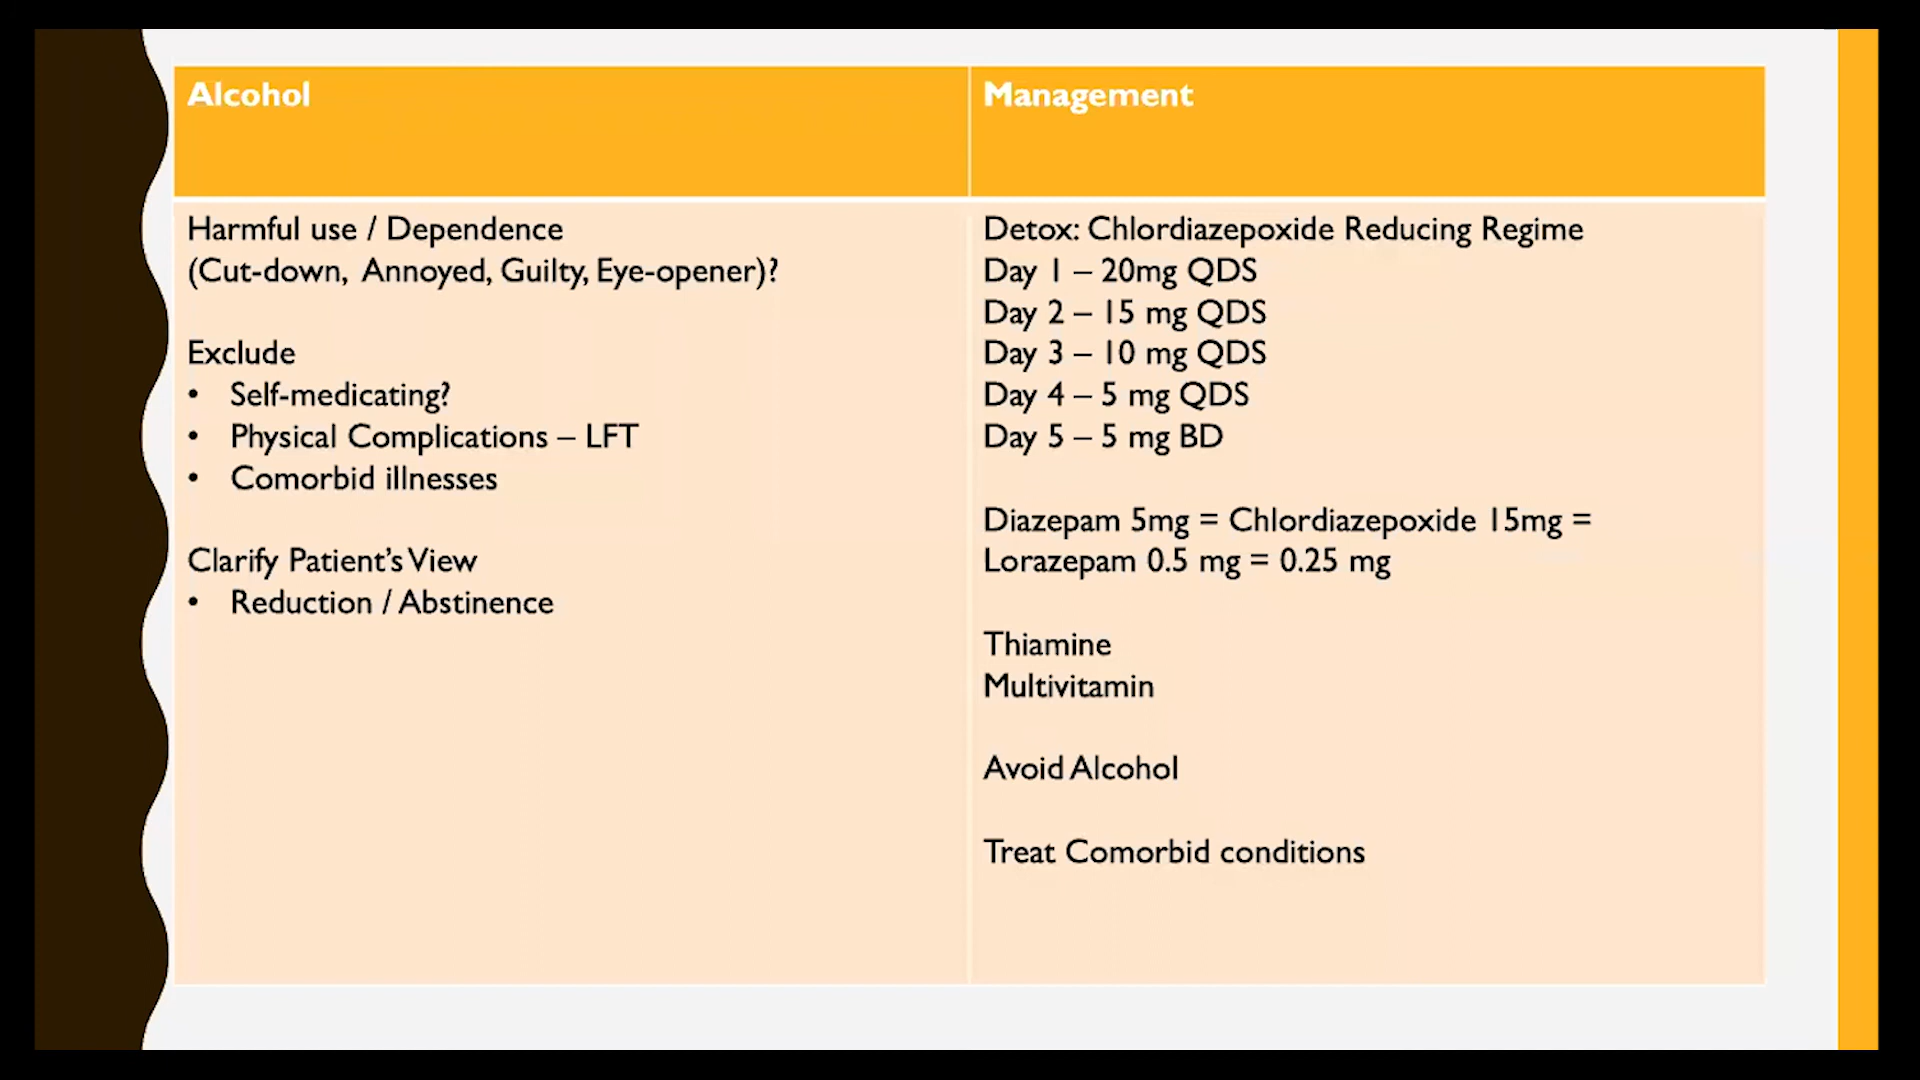 Alcohol
Harmful use / Dependence
(Cut-down, Annoyed, Guilty, Eye-opener)?
Exclude
• Self-medicating?
• Physical Complications – LFT
• Comorbid illnesses
Clarify Patient's View
• Reduction / Abstinence
Management
Detox: Chlordiazepoxide Reducing Regime
Day 1 – 20mg QDS
Day 2 – 15 mg QDS
Day 3 – 10 mg QDS
Day 4 – 5 mg QDS
Day 5 – 5 mg BD
Diazepam 5mg = Chlordiazepoxide 15mg =
Lorazepam 0.5 mg = 0.25 mg
Thiamine
Multivitamin
Avoid Alcohol
Treat Comorbid conditions